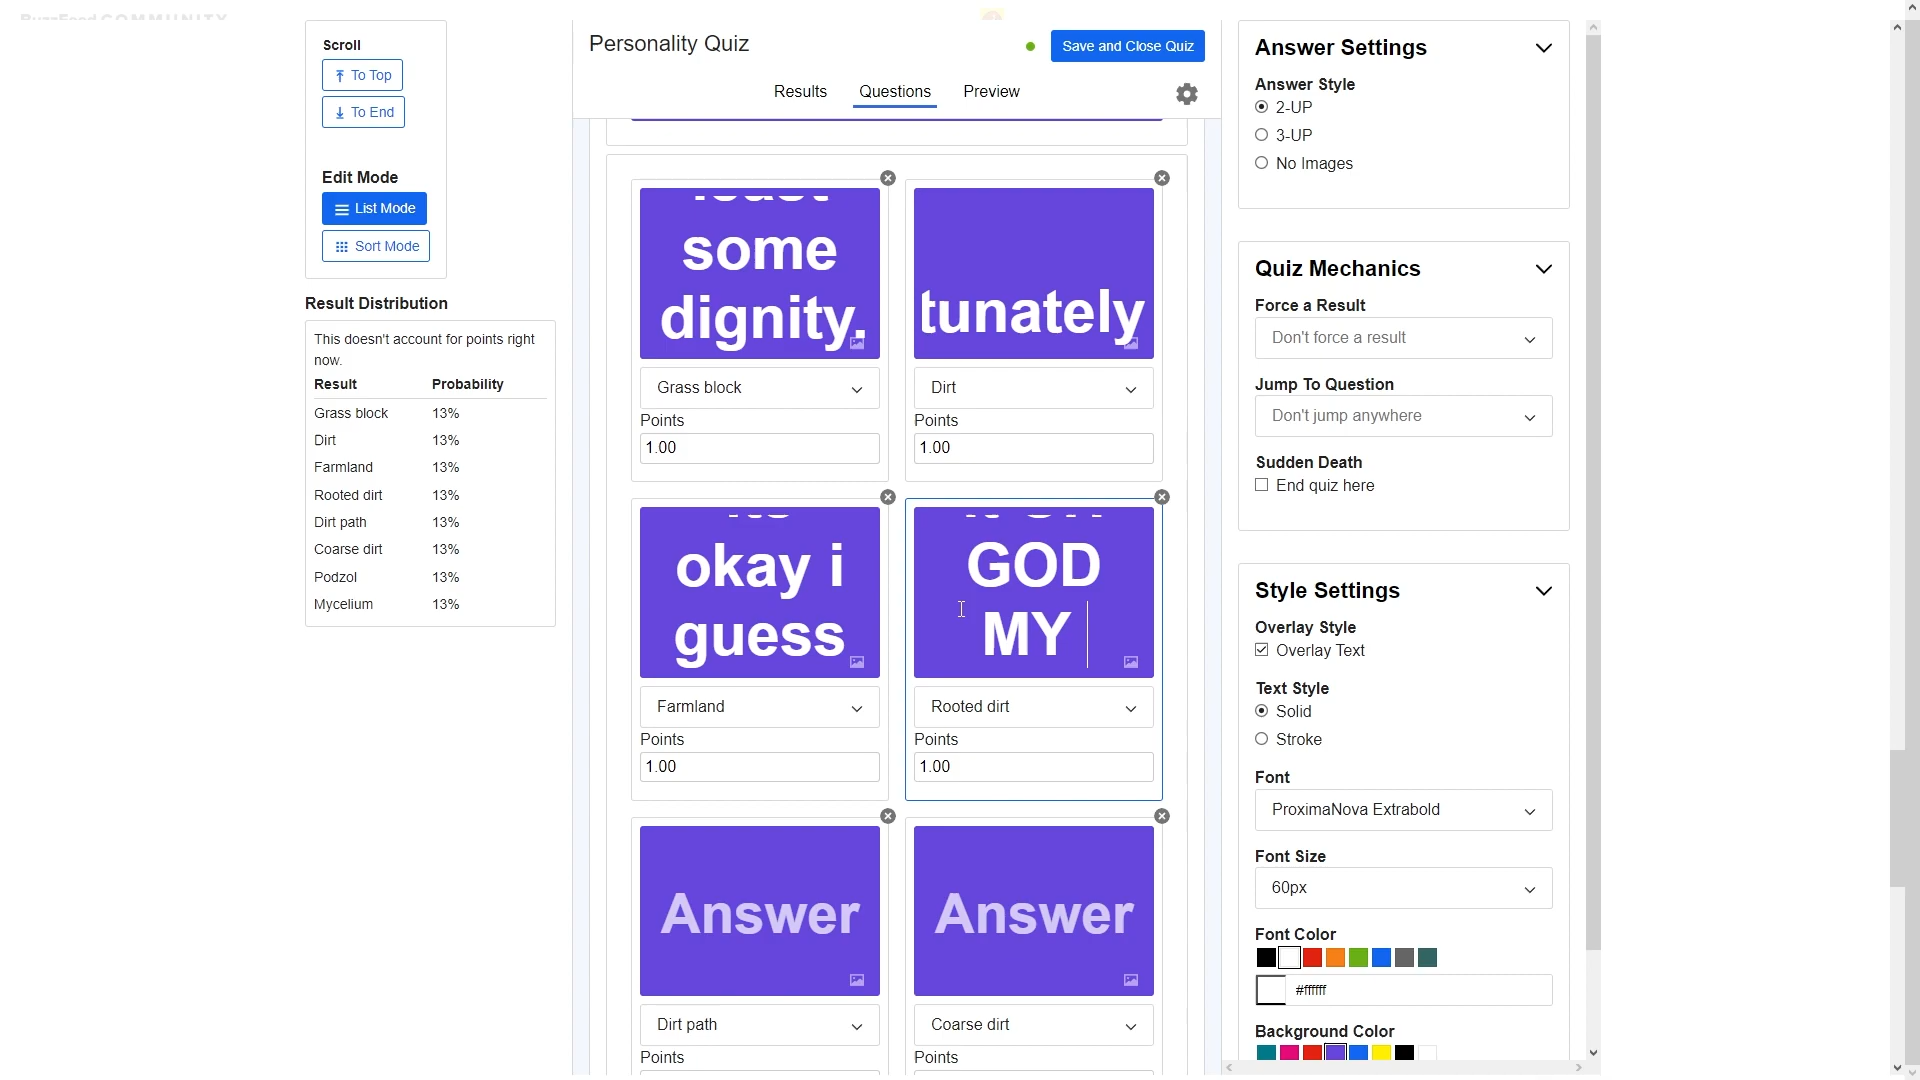 Scroll
To Top
To End
Edit Mode
List Mode
Sort Mode
Result Distribution
This doesn't account for points right
now.
Result Probability
Grass block 13%
Dirt 13%
Farmland 13%
Rooted dirt 13%
Dirt path 13%
Coarse dirt 13%
Podzol 13%
Mycelium 13%
Personality Quiz
Save and Close Quiz
Results Questions Preview
some
dignity.
Grass block
Points
1.00
tunately
Dirt
Points
1.00
okay i
guess
Farmland
Points
1.00
GOD
MY
Rooted dirt
Points
1.00
Answer
Dirt path
Points
Answer
Coarse dirt
Points
Answer Settings
Answer Style
2-UP
3-UP
No Images
Quiz Mechanics
Force a Result
Don't force a result
Jump To Question
Don't jump anywhere
Sudden Death
End quiz here
Style Settings
Overlay Style
Overlay Text
Text Style
Solid
Stroke
Font
ProximaNova Extrabold
Font Size
60px
Font Color
#ffffff
Background Color